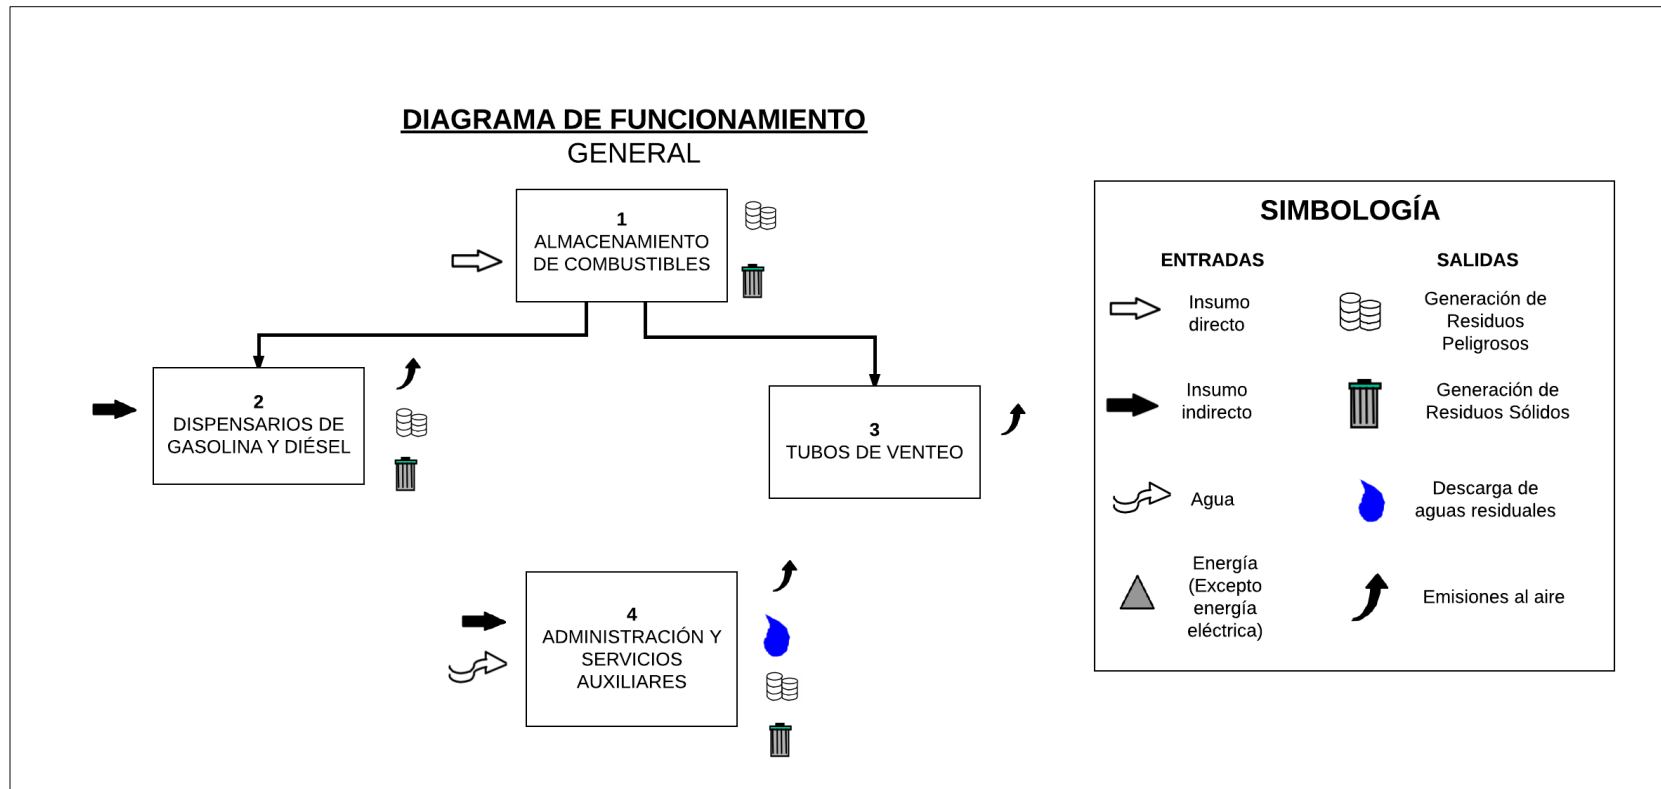 DIAGRAMA DE FUNCIONAMIENTO
GENERAL
1
ALMACENAMIENTO
DE COMBUSTIBLES
2
DISPENSARIOS DE
GASOLINA Y DIÉSEL
3
TUBOS DE VENTEO
4
ADMINISTRACIÓN Y
SERVICIOS
AUXILIARES
SIMBOLOGÍA
ENTRADAS
Insumo
directo
Insumo
indirecto
Agua
Energía
(Excepto
energía
eléctrica)
SALIDAS
Generación de
Residuos
Peligrosos
Generación de
Residuos Sólidos
Descarga de
aguas residuales
Emisiones al aire